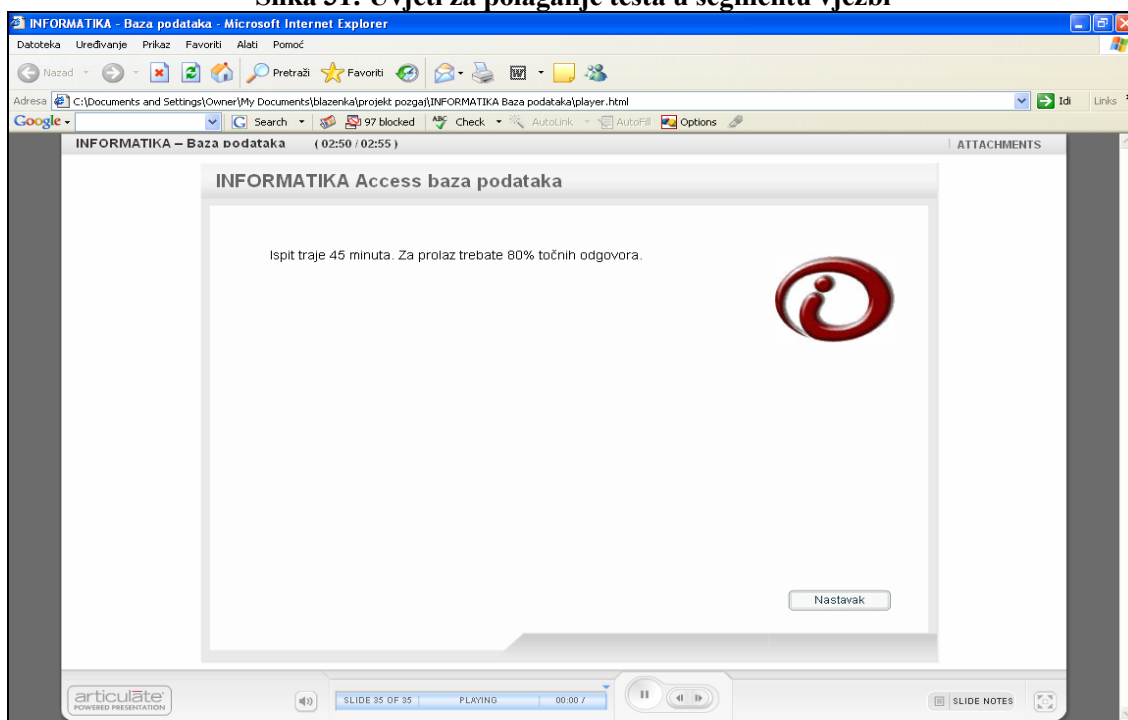 Slika 31: Uvjeti za polaganje testa u segmentu vježbi
INFORMATIKA - Baza podataka - Microsoft Internet Explorer
Datoteka Uređivanje Prikaz Favoriti Alati Pomoć
Nazad Pretraži Favoriti
Adresa C:\Documents and Settings\Owner\My Documents\blazenka\projekt pozgaj\INFORMATIKA Baza podataka\player.html Idi Links
Google Search 97 blocked Check AutoLink AutoFill Options
INFORMATIKA – Baza podataka ( 02:50 / 02:55 ) ATTACHMENTS
INFORMATIKA Access baza podataka
Ispit traje 45 minuta. Za prolaz trebate 80% točnih odgovora.
Nastavak
articulāte
POWERED PRESENTATION
SLIDE 35 OF 35 PLAYING 00:00 / SLIDE NOTES